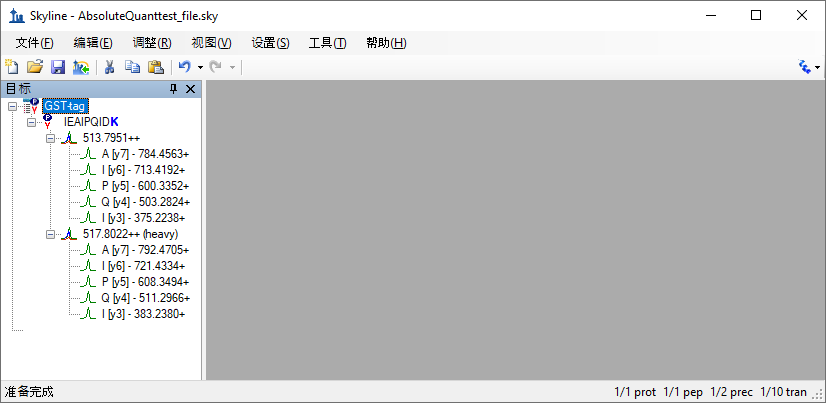 Skyline - AbsoluteQuanttest_file.sky
文件(F) 编辑(E) 调整(R) 视图(V) 设置(S) 工具(T) 帮助(H)
目标
GST-tag
IEAIPQIDK
513.7951++
A [y7] - 784.4563+
I [y6] - 713.4192+
P [y5] - 600.3352+
Q [y4] - 503.2824+
I [y3] - 375.2238+
517.8022++ (heavy)
A [y7] - 792.4705+
I [y6] - 721.4334+
P [y5] - 608.3494+
Q [y4] - 511.2966+
I [y3] - 383.2380+
准备完成 1/1 prot 1/1 pep 1/2 prec 1/10 tran